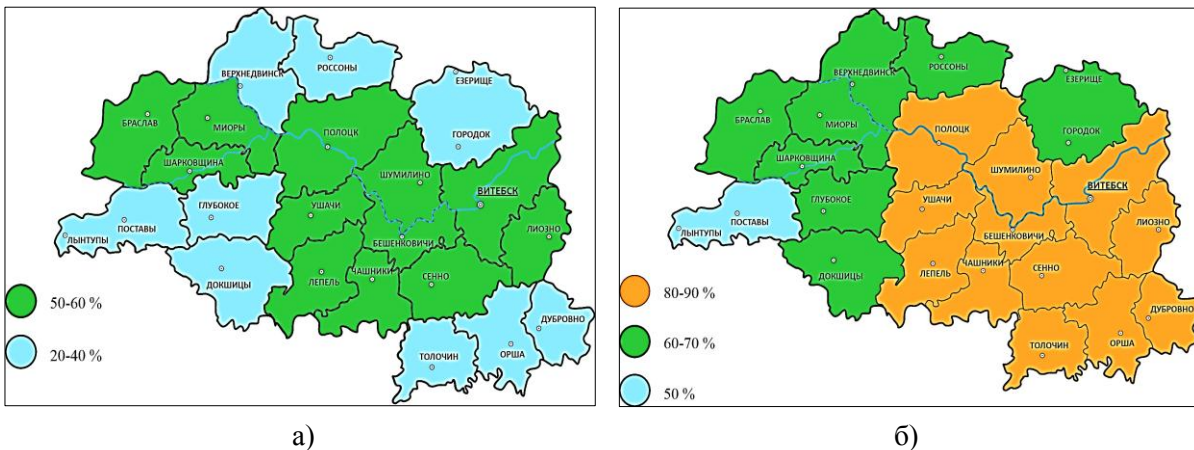 ВЕРХНЕДВИНСК
РОССОНЫ
ЕЗЕРИЩЕ
БРАСЛАВ
МИОРЫ
ПОЛОЦК
ГОРОДОК
ШАРКОВЩИНА
ШУМИЛИНО
ВИТЕБСК
ПОСТАВЫ
ГЛУБОКОЕ
УШАЧИ
ЛЫНТУПЫ
БЕШЕНКОВИЧИ
ЛИОЗНО
ДОКШИЦЫ
ЛЕПЕЛЬ
ЧАШНИКИ
СЕННО
ДУБРОВНО
ТОЛОЧИН
ОРША
50-60 %
20-40 %
а)
ВЕРХНЕДВИНСК
РОССОНЫ
ЕЗЕРИЩЕ
БРАСЛАВ
МИОРЫ
ПОЛОЦК
ГОРОДОК
ШАРКОВЩИНА
ШУМИЛИНО
ВИТЕБСК
ПОСТАВЫ
ГЛУБОКОЕ
УШАЧИ
ЛЫНТУПЫ
БЕШЕНКОВИЧИ
ЛИОЗНО
ДОКШИЦЫ
ЛЕПЕЛЬ
ЧАШНИКИ
СЕННО
ДУБРОВНО
ТОЛОЧИН
ОРША
80-90 %
60-70 %
50 %
б)